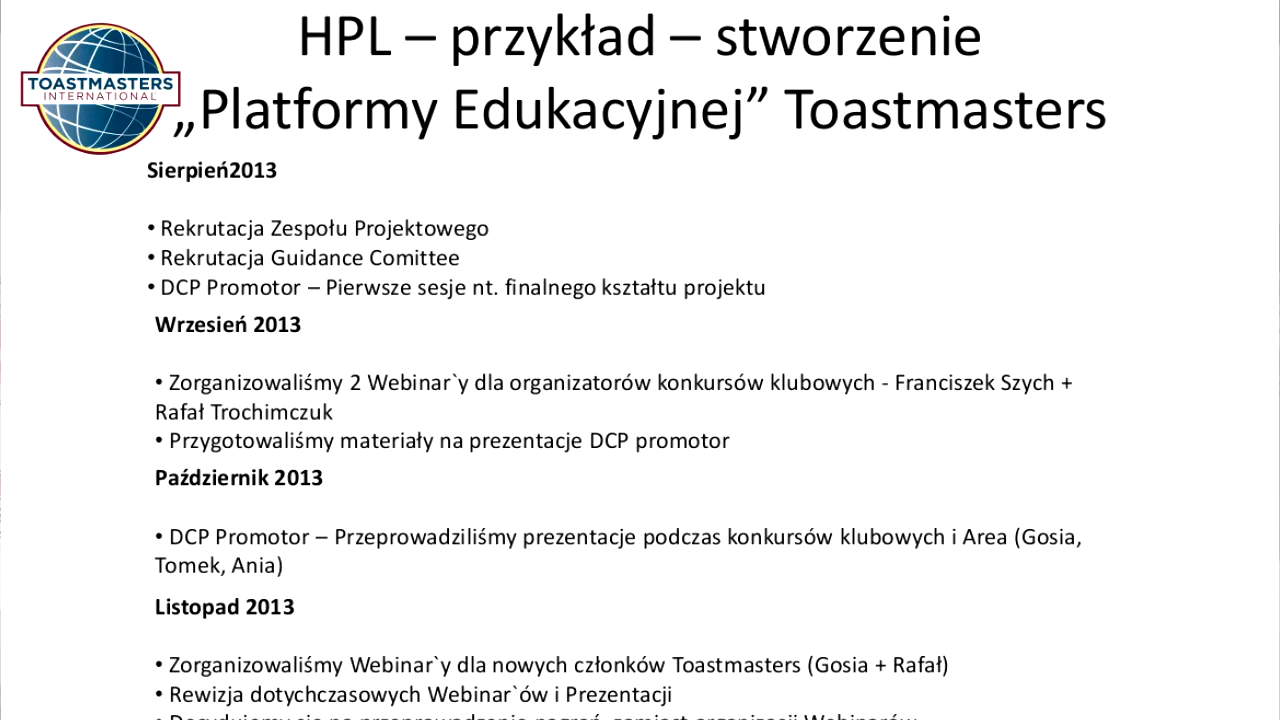 HPL – przykład – stworzenie
„Platformy Edukacyjnej” Toastmasters
TOASTMASTERS
INTERNATIONAL
Sierpień2013
• Rekrutacja Zespołu Projektowego
• Rekrutacja Guidance Comittee
• DCP Promotor – Pierwsze sesje nt. finalnego kształtu projektu
Wrzesień 2013
• Zorganizowaliśmy 2 Webinar`y dla organizatorów konkursów klubowych - Franciszek Szych +
Rafał Trochimczuk
• Przygotowaliśmy materiały na prezentacje DCP promotor
Październik 2013
• DCP Promotor – Przeprowadziliśmy prezentacje podczas konkursów klubowych i Area (Gosia,
Tomek, Ania)
Listopad 2013
• Zorganizowaliśmy Webinar`y dla nowych członków Toastmasters (Gosia + Rafał)
• Rewizja dotychczasowych Webinar`ów i Prezentacji